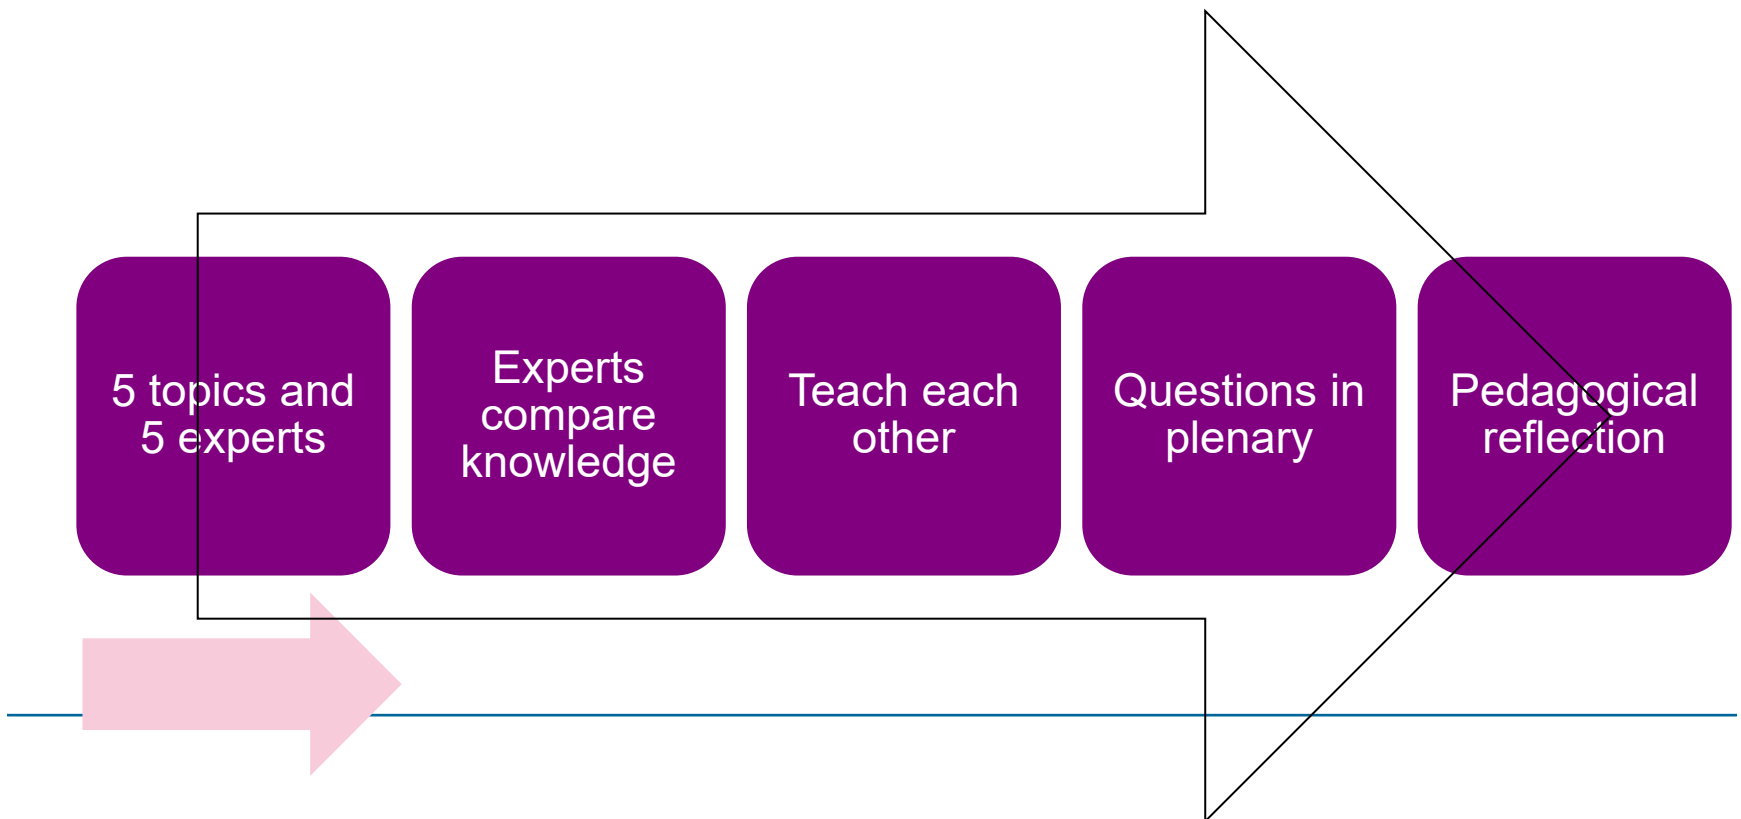 5 topics and
5 experts
Experts
compare
knowledge
Teach each
other
Questions in
plenary
Pedagogical
reflection